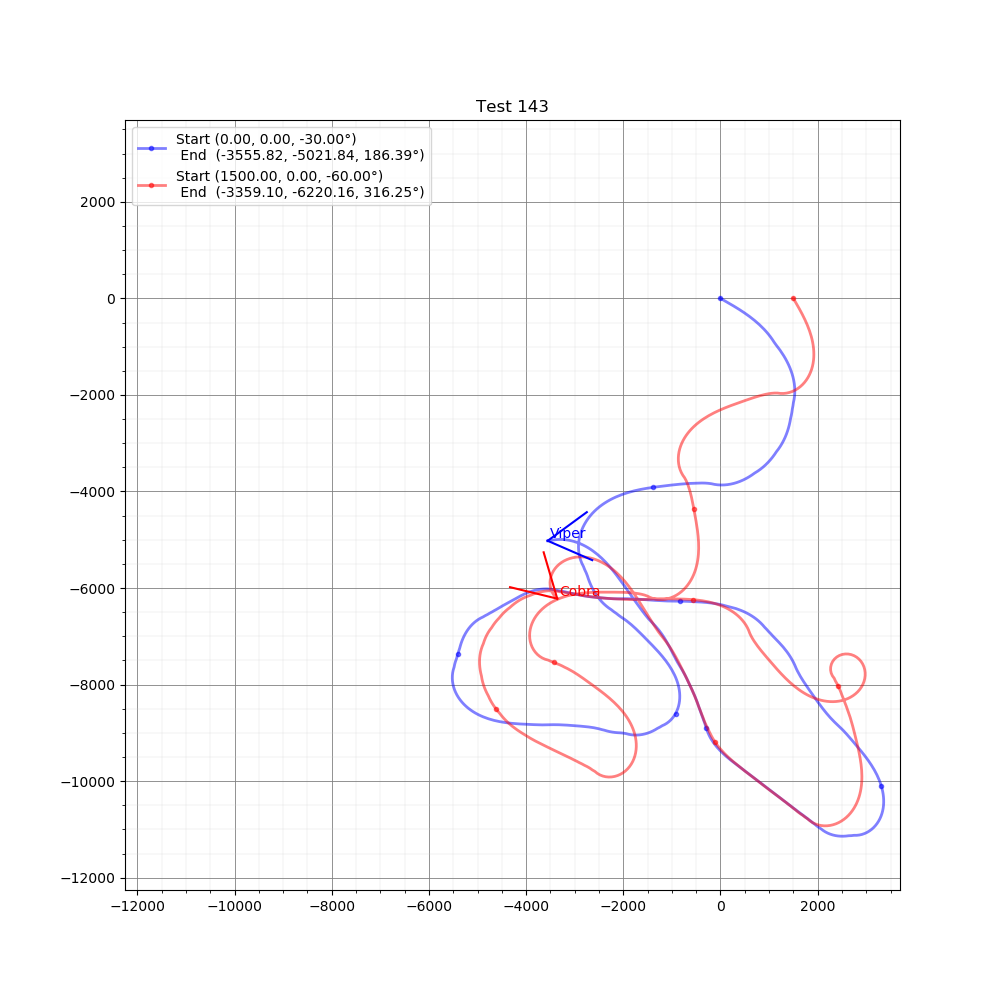 Test 143
Start (0.00, 0.00, -30.00°)
End  (-3555.82, -5021.84, 186.39°)
Start (1500.00, 0.00, -60.00°)
End  (-3359.10, -6220.16, 316.25°)
2000
0
−2000
−4000
−6000
−8000
−10000
−12000
Viper
Cobra
−12000 −10000 −8000 −6000 −4000 −2000 0 2000